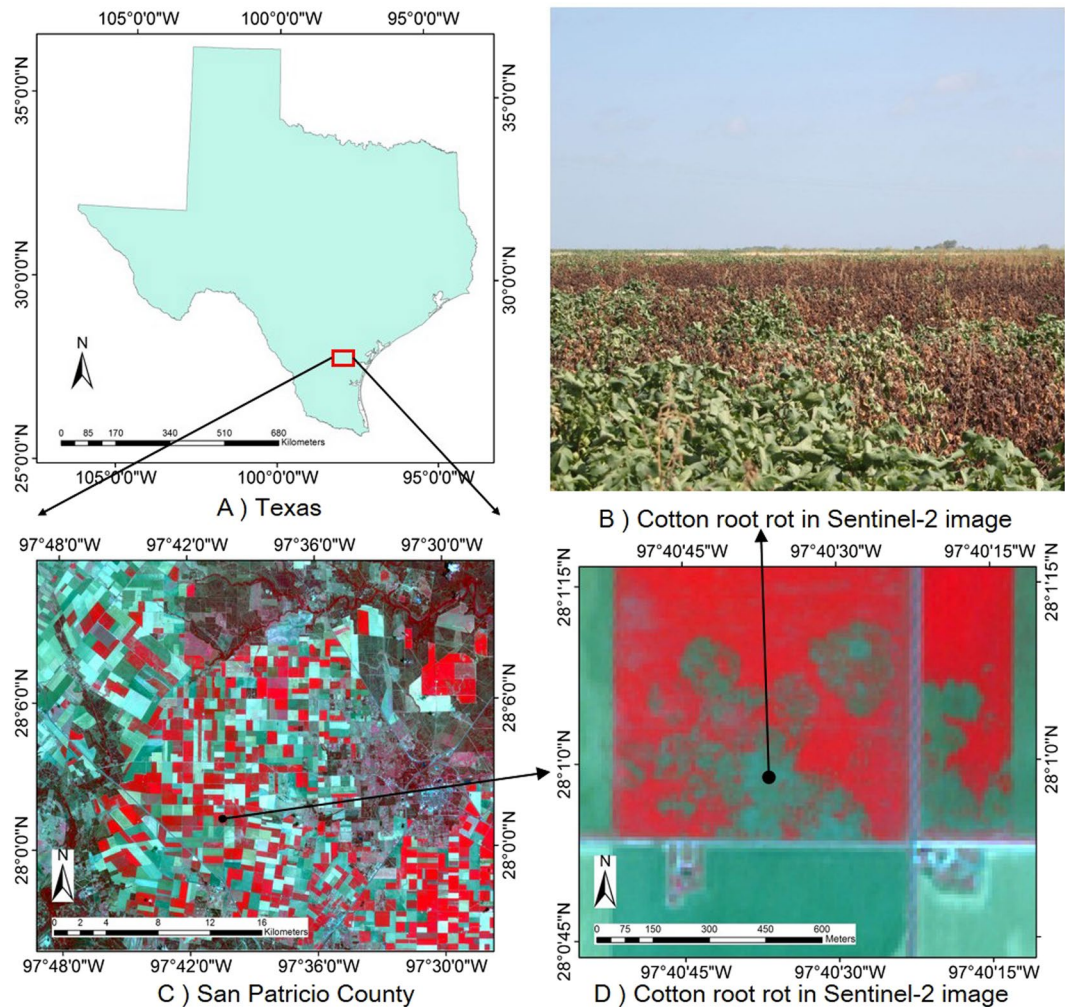 105°0'0"W 100°0'0"W 95°0'0"W
35°0'0"N
35°0'0"N
30°0'0"N
30°0'0"N
25°0'0"N
N
0 85 170 340 510 680
Kilometers
105°0'0"W 100°0'0"W 95°0'0"W
A ) Texas
B ) Cotton root rot in Sentinel-2 image
97°48'0"W 97°42'0"W 97°36'0"W 97°30'0"W
28°6'0"N
28°6'0"N
28°0'0"N
28°0'0"N
N
0 2 4 8 12 16
Kilometers
97°48'0"W 97°42'0"W 97°36'0"W 97°30'0"W
C ) San Patricio County
97°40'45"W 97°40'30"W 97°40'15"W
28°1'15"N
28°1'15"N
28°1'0"N
28°1'0"N
28°0'45"N
N
0 75 150 300 450 600
Meters
97°40'45"W 97°40'30"W 97°40'15"W
D ) Cotton root rot in Sentinel-2 image